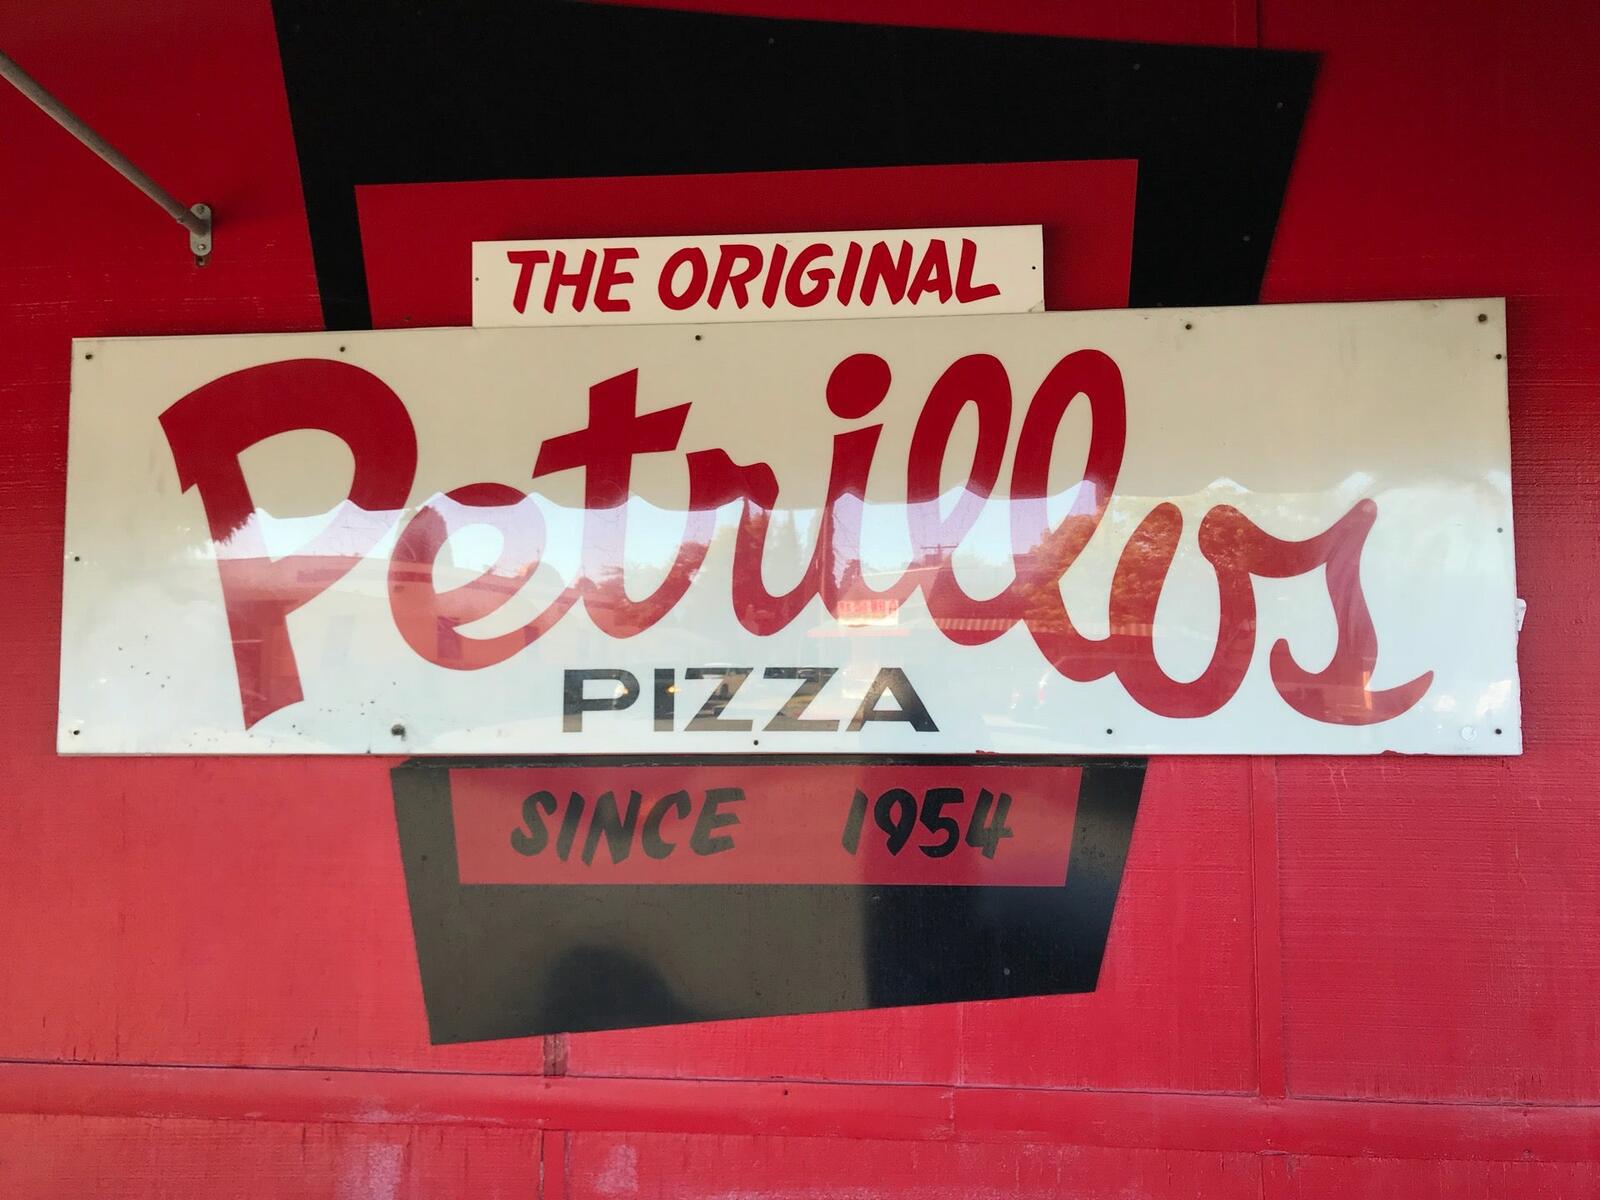 THE ORIGINAL
Petrillos
PIZZA
SINCE 1954